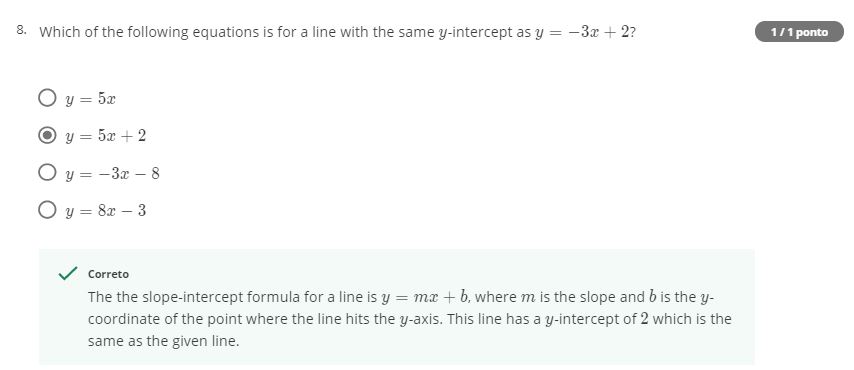 8. Which of the following equations is for a line with the same y-intercept as y = −3x + 2?
1 / 1 ponto
y = 5x
y = 5x + 2
y = −3x − 8
y = 8x − 3
Correto
The the slope-intercept formula for a line is y = mx + b, where m is the slope and b is the y-
coordinate of the point where the line hits the y-axis. This line has a y-intercept of 2 which is the
same as the given line.